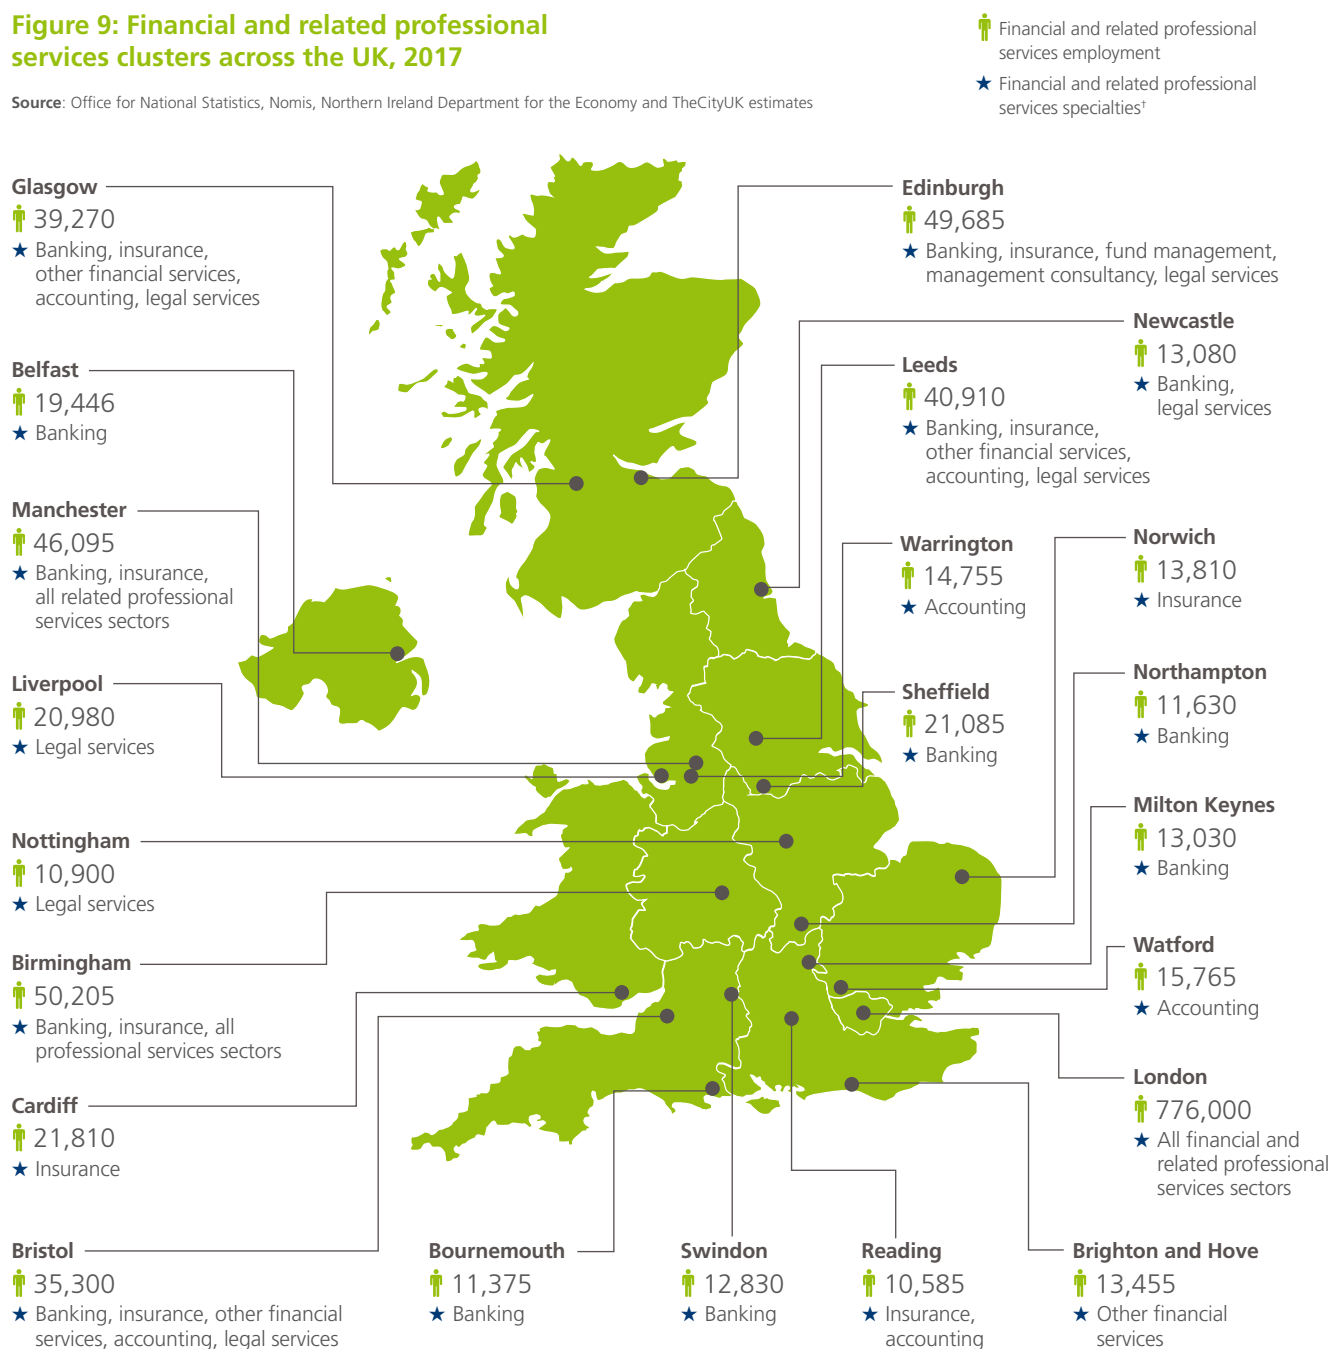 Figure 9: Financial and related professional
services clusters across the UK, 2017
Source: Office for National Statistics, Nomis, Northern Ireland Department for the Economy and TheCityUK estimates
Financial and related professional
services employment
Financial and related professional
services specialties†
Glasgow
39,270
Banking, insurance,
other financial services,
accounting, legal services
Belfast
19,446
Banking
Manchester
46,095
Banking, insurance,
all related professional
services sectors
Liverpool
20,980
Legal services
Nottingham
10,900
Legal services
Birmingham
50,205
Banking, insurance, all
professional services sectors
Cardiff
21,810
Insurance
Bristol
35,300
Banking, insurance, other financial
services, accounting, legal services
Bournemouth
11,375
Banking
Swindon
12,830
Banking
Reading
10,585
Insurance,
accounting
Brighton and Hove
13,455
Other financial
services
Edinburgh
49,685
Banking, insurance, fund management,
management consultancy, legal services
Newcastle
13,080
Banking,
legal services
Leeds
40,910
Banking, insurance,
other financial services,
accounting, legal services
Warrington
14,755
Accounting
Norwich
13,810
Insurance
Sheffield
21,085
Banking
Northampton
11,630
Banking
Milton Keynes
13,030
Banking
Watford
15,765
Accounting
London
776,000
All financial and
related professional
services sectors